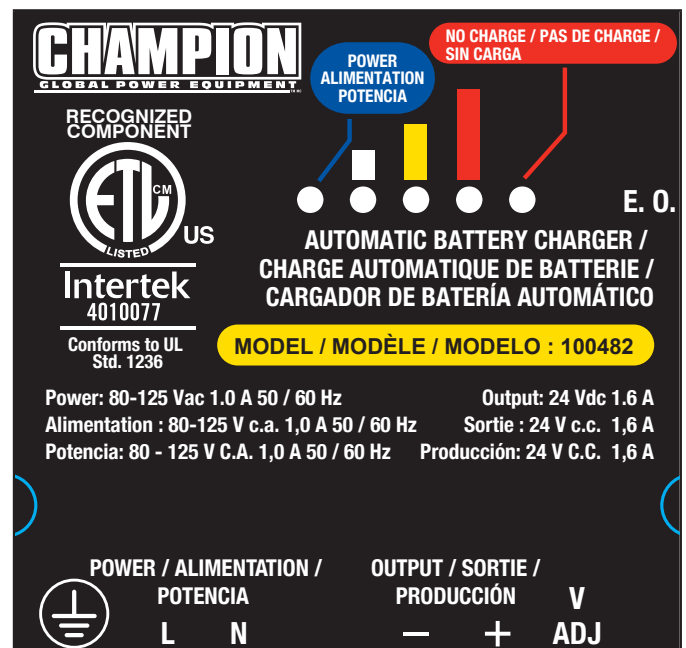 CHAMPION
GLOBAL POWER EQUIPMENT
POWER
ALIMENTATION
POTENCIA
NO CHARGE / PAS DE CHARGE /
SIN CARGA
RECOGNIZED
COMPONENT
ETL
CM
LISTED
US
Intertek
4010077
Conforms to UL
Std. 1236
E. O.
AUTOMATIC BATTERY CHARGER /
CHARGE AUTOMATIQUE DE BATTERIE /
CARGADOR DE BATERÍA AUTOMÁTICO
MODEL / MODÈLE / MODELO : 100482
Power: 80-125 Vac 1.0 A 50 / 60 Hz Output: 24 Vdc 1.6 A
Alimentation : 80-125 V c.a. 1,0 A 50 / 60 Hz Sortie : 24 V c.c. 1,6 A
Potencia: 80 - 125 V C.A. 1,0 A 50 / 60 Hz Producción: 24 V C.C. 1,6 A
POWER / ALIMENTATION /
POTENCIA
OUTPUT / SORTIE /
PRODUCCIÓN
L N
− + V
ADJ